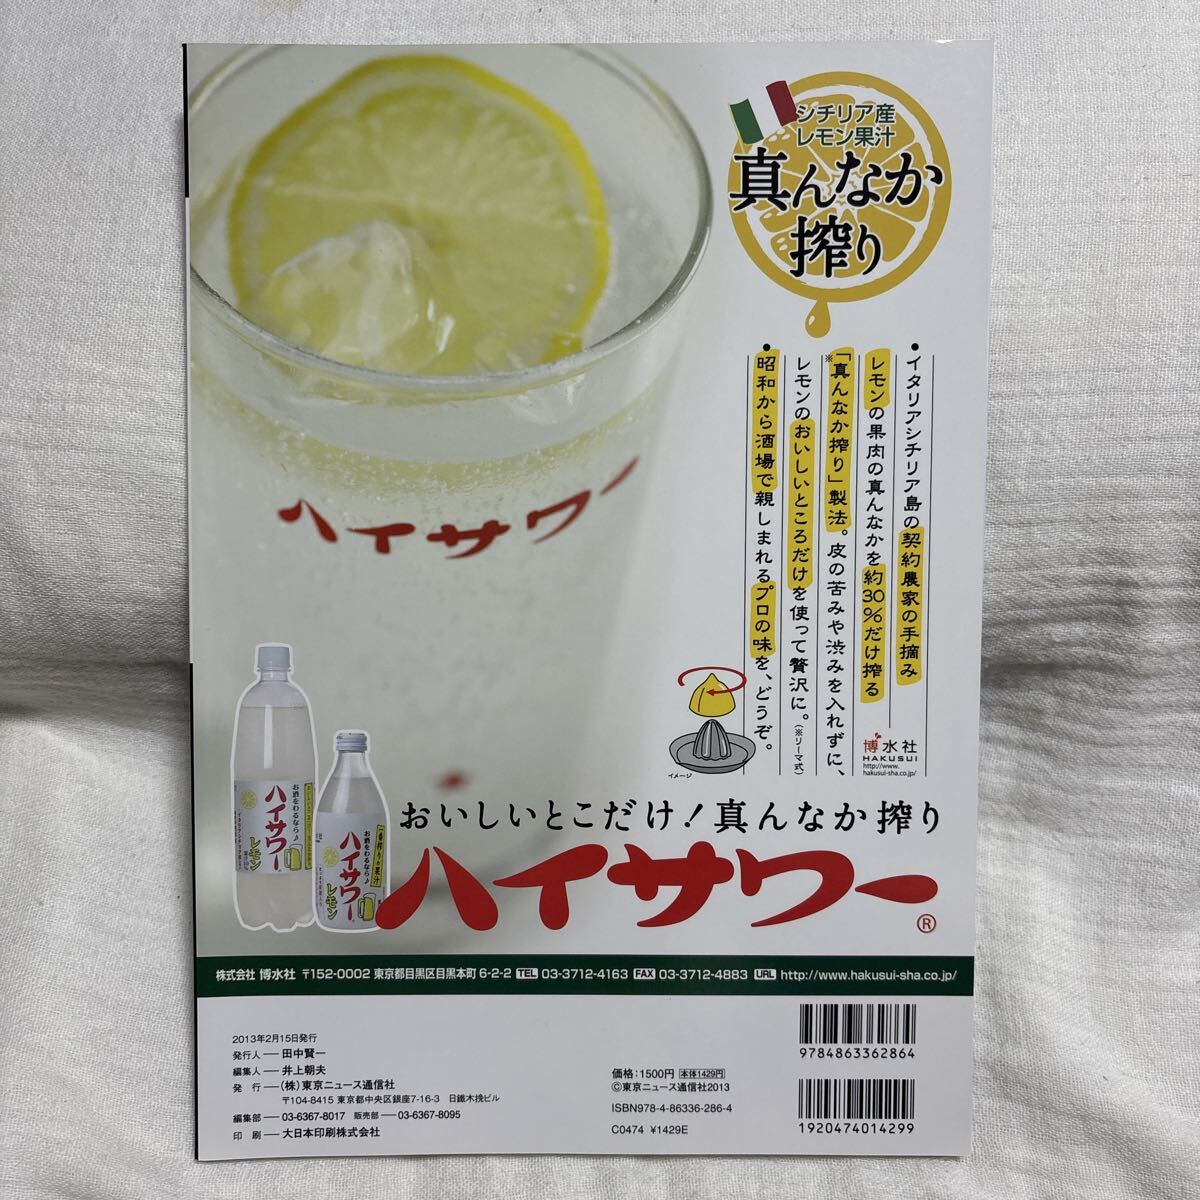 シチリア産
レモン果汁
真んなか
搾り
•イタリアシチリア島の契約農家の手摘み
レモンの果肉の真んなかを約30%だけ搾る
「真んなか搾り」※製法。皮の苦みや渋みを入れずに、
レモンのおいしいところだけを使って贅沢に。(※リーマ式)
•昭和から酒場で親しまれるプロの味を、どうぞ。
イメージ
博水社
HAKUSUI
http://www.
hakusui-sha.co.jp/
ハイサワー
お酒をわるなら♪
ハイサワー
レモン
一番搾り果汁
お酒をわるなら♪
ハイサワー
レモン
おいしいとこだけ!真んなか搾り
ハイサワー®
株式会社 博水社 〒152-0002 東京都目黒区目黒本町6-2-2 TEL 03-3712-4163 FAX 03-3712-4883 URL http://www.hakusui-sha.co.jp/
2013年2月15日発行
発行人 ── 田中賢一
編集人 ── 井上朝夫
発 行 ── (株)東京ニュース通信社
〒104-8415 東京都中央区銀座7-16-3 日鐵木挽ビル
編集部 ── 03-6367-8017 販売部 ── 03-6367-8095
印 刷 ── 大日本印刷株式会社
価格:1500円 本体1429円
©東京ニュース通信社2013
ISBN978-4-86336-286-4
C0474 ¥1429E
9784863362864
1920474014299